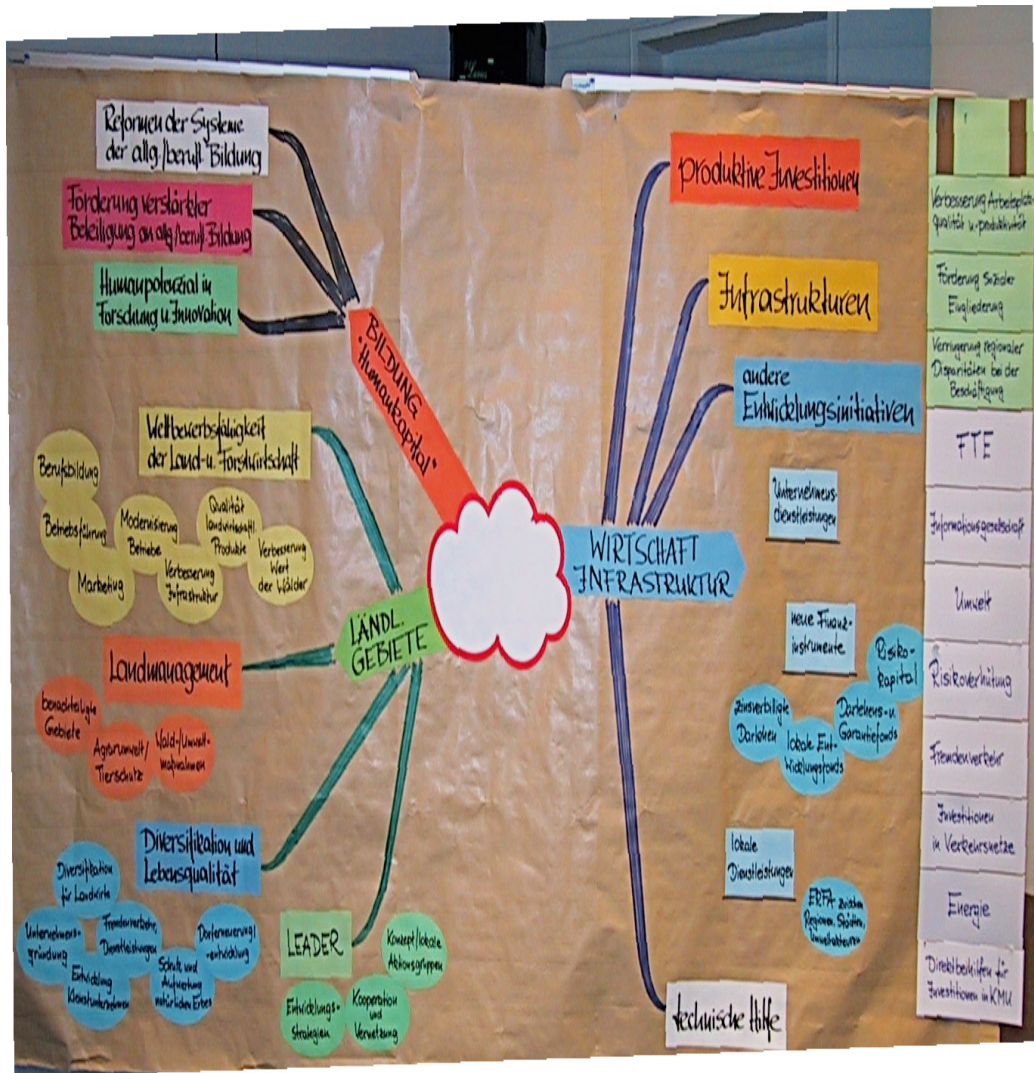 Reformen der Systeme
der allg./berufl. Bildung
Förderung verstärkter
Beteiligung an allg./berufl. Bildung
Humanpotenzial in
Forschung u. Innovation
BILDUNG
"Humankapital"
Wettbewerbsfähigkeit
der Land- u. Forstwirtschaft
Berufsbildung
Betriebsführung
Marketing
Modernisierung
Betriebe
Verbesserung
Infrastruktur
Qualität
landwirtschaftl.
Produkte
Verbesserung
Wert
der Wälder
LÄNDL.
GEBIETE
Landmanagement
benachteiligte
Gebiete
Agrarumwelt/
Tierschutz
Wald-/Umwelt-
maßnahmen
Diversifikation und
Lebensqualität
Diversifikation
für Landwirte
Unternehmens-
gründung
Fremdenverkehr,
Dienstleistungen
Entwicklung
Kleinstunternehmen
Schutz und
Aufwertung
natürlichen Erbes
Dorferneuerung/
-entwicklung
LEADER
Konzept/lokale
Aktionsgruppen
Entwicklungs-
strategien
Kooperation
und
Vernetzung
WIRTSCHAFT
INFRASTRUKTUR
produktive Investitionen
Infrastrukturen
andere
Entwicklungsinitiativen
Unternehmens-
dienstleistungen
neue Finanz-
instrumente
Risiko-
kapital
zinsverbilligte
Darlehen
lokale Ent-
wicklungsfonds
Darlehens- u.
Garantiefonds
lokale
Dienstleistungen
ERFA zwischen
Regionen, Städten,
technische Hilfe
Verbesserung Arbeitsplatz-
qualität u. -produktivität
Förderung sozialer
Eingliederung
Verringerung regionaler
Disparitäten bei der
Beschäftigung
FTE
Informationsgesellschaft
Umwelt
Risikoverhütung
Fremdenverkehr
Investitionen
in Verkehrsnetze
Energie
Direktbeihilfen für
Investitionen in KMU